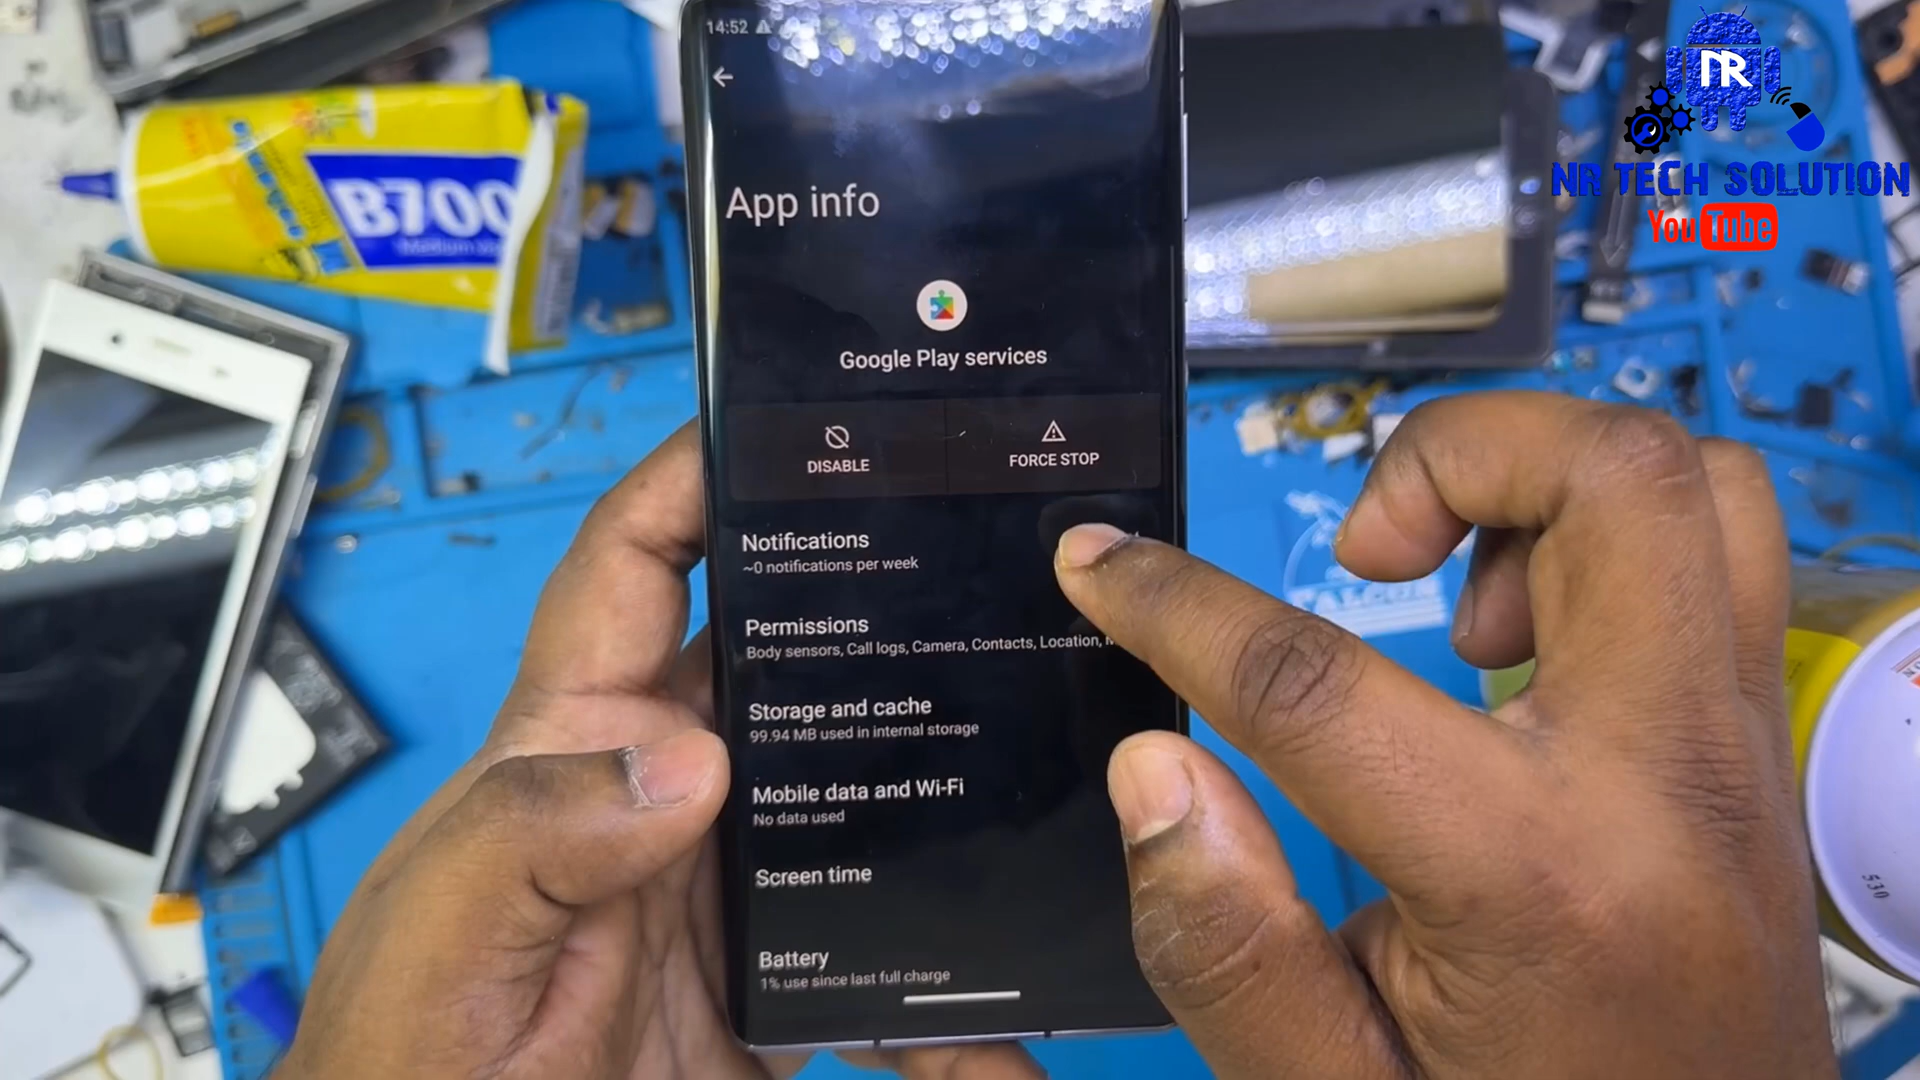 14:52
App info
Google Play services
DISABLE
FORCE STOP
Notifications
~0 notifications per week
Permissions
Body sensors, Call logs, Camera, Contacts, Location,
Storage and cache
99.94 MB used in internal storage
Mobile data and Wi-Fi
No data used
Screen time
Battery
1% use since last full charge
B700
NR
NR TECH SOLUTION
YouTube
530